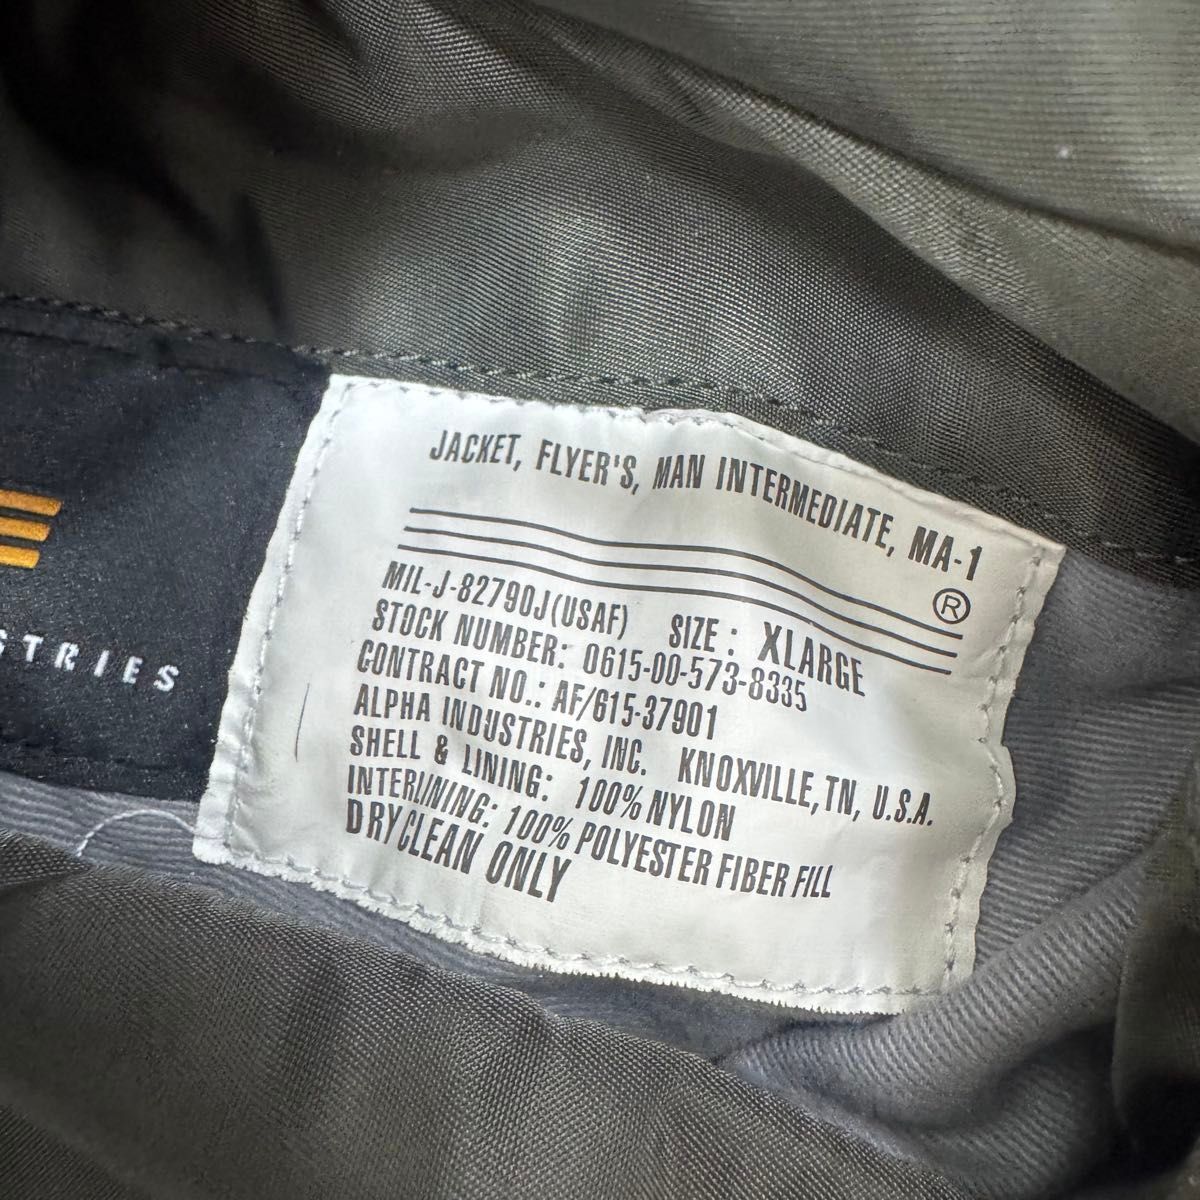 JACKET, FLYER'S, MAN INTERMEDIATE, MA-1
®
MIL-J-82790J(USAF) SIZE: XLARGE
STOCK NUMBER: 0615-00-573-8335
CONTRACT NO.: AF/615-37901
ALPHA INDUSTRIES, INC. KNOXVILLE, TN, U.S.A.
SHELL & LINING: 100% NYLON
INTERLINING: 100% POLYESTER FIBER FILL
DRYCLEAN ONLY
STRIES